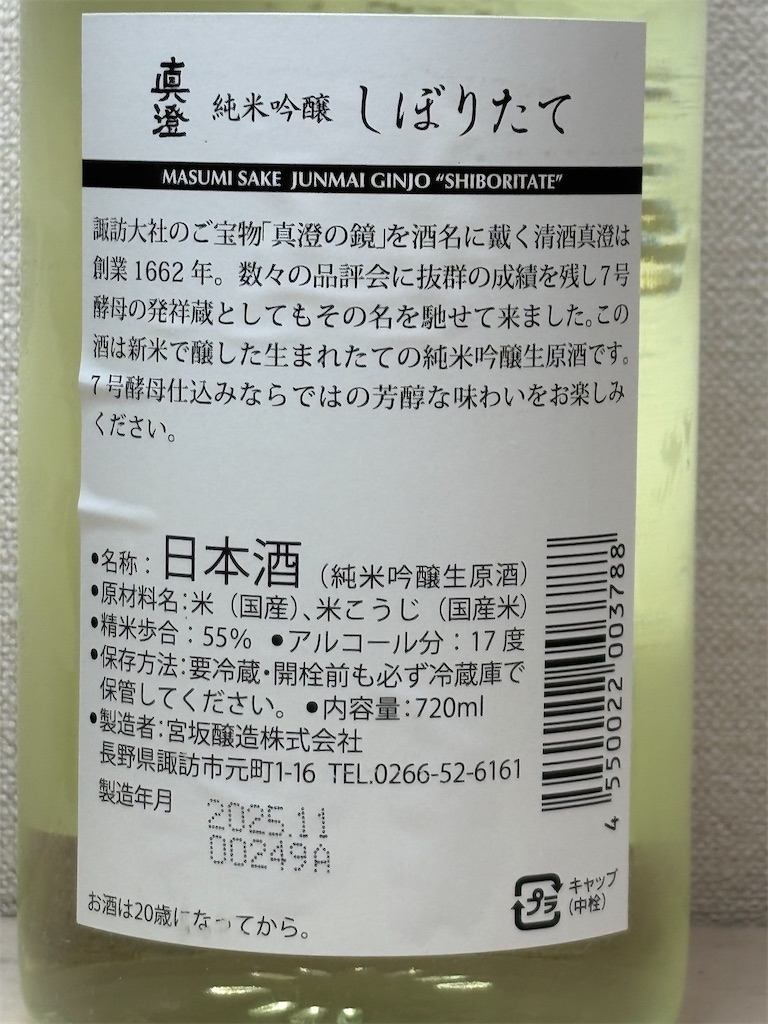 真澄 純米吟醸 しぼりたて
MASUMI SAKE JUNMAI GINJO “SHIBORITATE”
諏訪大社のご宝物「真澄の鏡」を酒名に戴く清酒真澄は
創業1662年。数々の品評会に抜群の成績を残し7号
酵母の発祥蔵としてもその名を馳せて来ました。この
酒は新米で醸した生まれたての純米吟醸生原酒です。
7号酵母仕込みならではの芳醇な味わいをお楽しみ
ください。
●名称：日本酒（純米吟醸生原酒）
●原材料名：米（国産）、米こうじ（国産米）
●精米歩合：55% ●アルコール分：17度
●保存方法：要冷蔵・開栓前も必ず冷蔵庫で
保管してください。 ●内容量：720ml
●製造者：宮坂醸造株式会社
長野県諏訪市元町1-16 TEL.0266-52-6161
製造年月 2025.11
00249A
4 550022 003788
お酒は20歳になってから。
プラ キャップ
（中栓）